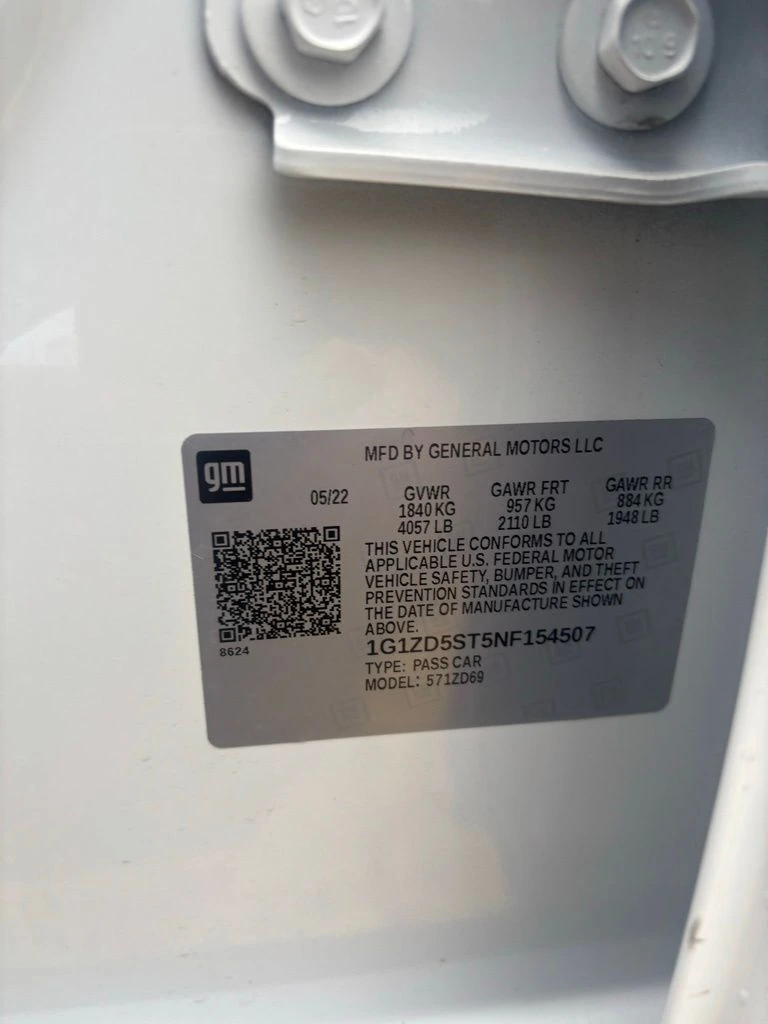 10.9
gm
MFD BY GENERAL MOTORS LLC
05/22
GVWR GAWR FRT GAWR RR
1840 KG 957 KG 884 KG
4057 LB 2110 LB 1948 LB
THIS VEHICLE CONFORMS TO ALL
APPLICABLE U.S. FEDERAL MOTOR
VEHICLE SAFETY, BUMPER, AND THEFT
PREVENTION STANDARDS IN EFFECT ON
THE DATE OF MANUFACTURE SHOWN
ABOVE.
8624
1G1ZD5ST5NF154507
TYPE: PASS CAR
MODEL: 571ZD69